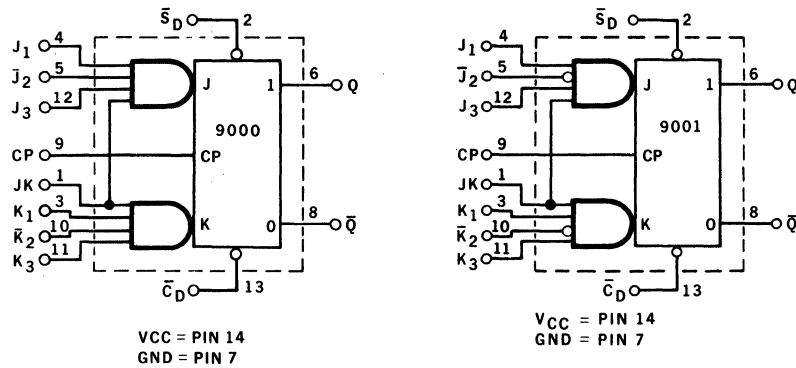 S̅D 2
J1 4
J̅2 5
J3 12
J 1
6 Q
9000
CP 9
CP
JK 1
K1 3
K̅2 10
K3 11
K 0
8 Q̅
C̅D 13
VCC = PIN 14
GND = PIN 7
S̅D 2
J1 4
J̅2 5
J3 12
J 1
6 Q
9001
CP 9
CP
JK 1
K1 3
K̅2 10
K3 11
K 0
8 Q̅
C̅D 13
VCC = PIN 14
GND = PIN 7